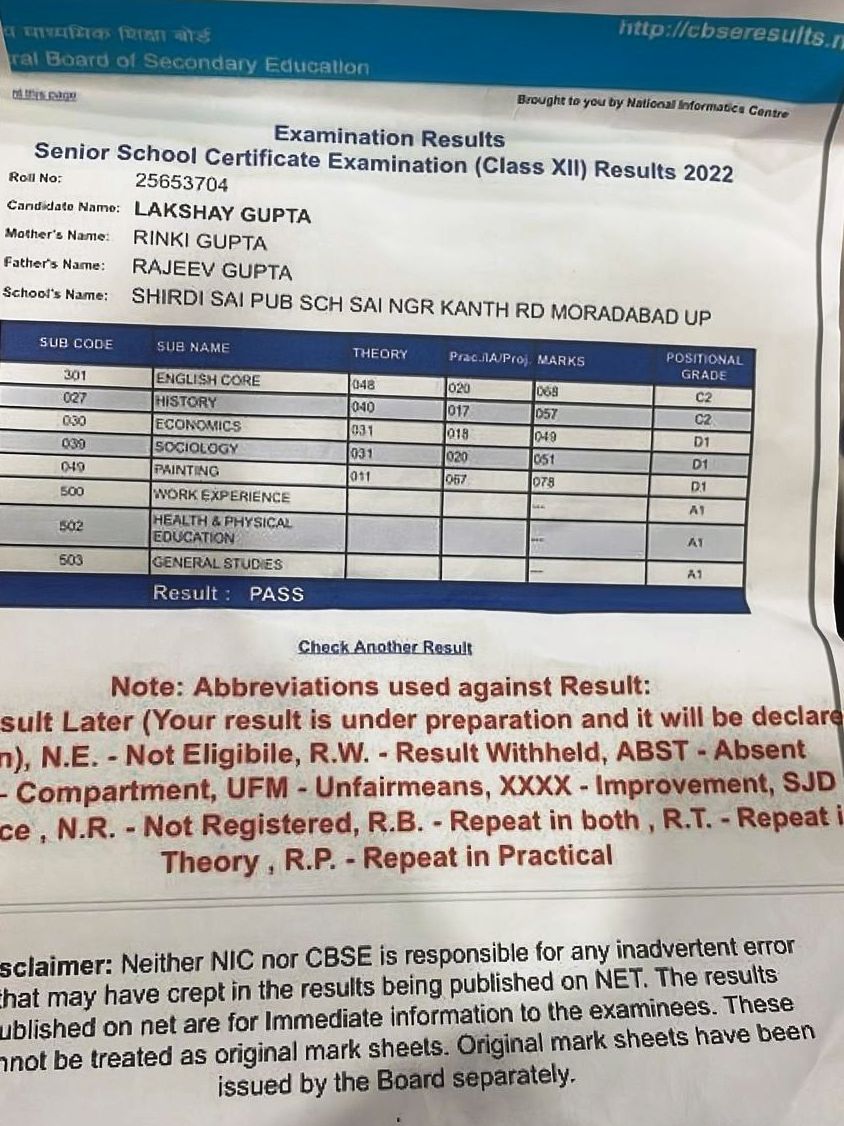 माध्यमिक शिक्षा बोर्ड
http://cbseresults.n
ral Board of Secondary Education
this page
Brought to you by National Informatics Centre
Examination Results
Senior School Certificate Examination (Class XII) Results 2022
Roll No: 25653704
Candidate Name: LAKSHAY GUPTA
Mother's Name: RINKI GUPTA
Father's Name: RAJEEV GUPTA
School's Name: SHIRDI SAI PUB SCH SAI NGR KANTH RD MORADABAD UP
SUB CODE SUB NAME THEORY Prac./IA/Proj. MARKS POSITIONAL GRADE
301 ENGLISH CORE 048 020 068 C2
027 HISTORY 040 017 057 C2
030 ECONOMICS 031 018 049 D1
039 SOCIOLOGY 031 020 051 D1
049 PAINTING 011 067 078 D1
500 WORK EXPERIENCE --- A1
502 HEALTH & PHYSICAL EDUCATION --- A1
503 GENERAL STUDIES --- A1
Result : PASS
Check Another Result
Note: Abbreviations used against Result:
sult Later (Your result is under preparation and it will be declare
n), N.E. - Not Eligibile, R.W. - Result Withheld, ABST - Absent
- Compartment, UFM - Unfairmeans, XXXX - Improvement, SJD
ce , N.R. - Not Registered, R.B. - Repeat in both , R.T. - Repeat i
Theory , R.P. - Repeat in Practical
sclaimer: Neither NIC nor CBSE is responsible for any inadvertent error
that may have crept in the results being published on NET. The results
ublished on net are for Immediate information to the examinees. These
nnot be treated as original mark sheets. Original mark sheets have been
issued by the Board separately.